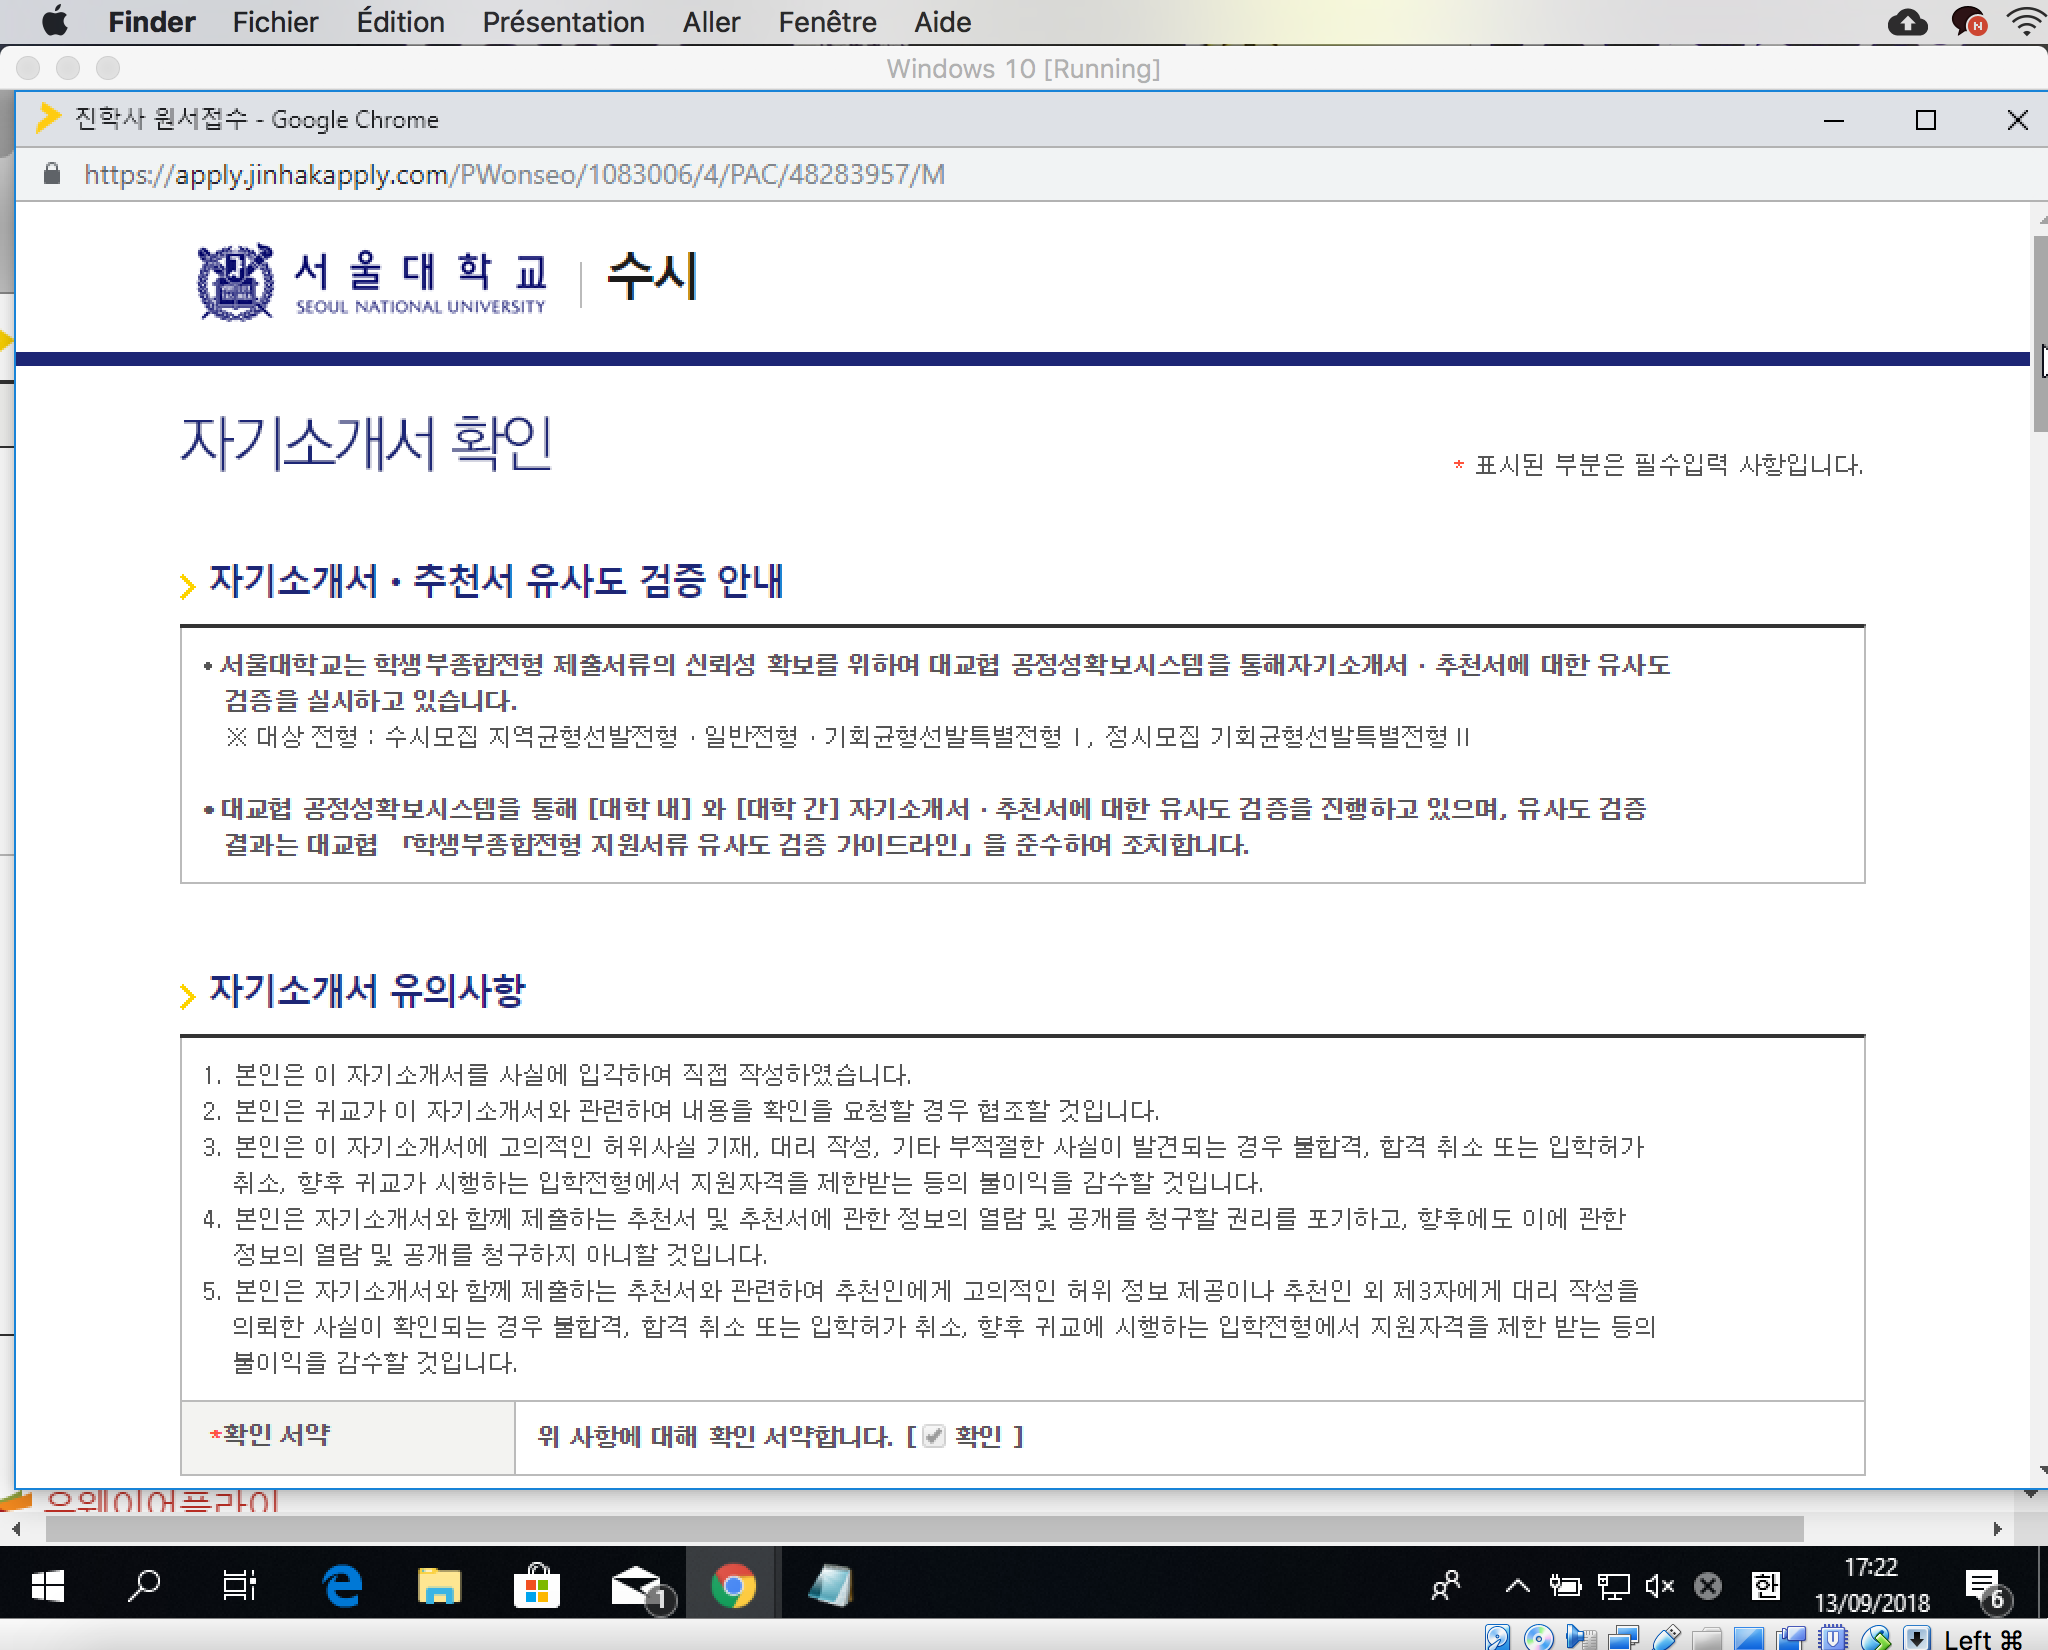 Finder Fichier Édition Présentation Aller Fenêtre Aide
Windows 10 [Running]
진학사 원서접수 - Google Chrome
https://apply.jinhakapply.com/PWonseo/1083006/4/PAC/48283957/M
서울대학교 수시
SEOUL NATIONAL UNIVERSITY
자기소개서 확인
* 표시된 부분은 필수입력 사항입니다.
자기소개서 • 추천서 유사도 검증 안내
• 서울대학교는 학생부종합전형 제출서류의 신뢰성 확보를 위하여 대교협 공정성확보시스템을 통해자기소개서 · 추천서에 대한 유사도
검증을 실시하고 있습니다.
※ 대상 전형 : 수시모집 지역균형선발전형 · 일반전형 · 기회균형선발특별전형 I, 정시모집 기회균형선발특별전형 II
• 대교협 공정성확보시스템을 통해 [대학 내] 와 [대학 간] 자기소개서 · 추천서에 대한 유사도 검증을 진행하고 있으며, 유사도 검증
결과는 대교협 「학생부종합전형 지원서류 유사도 검증 가이드라인」을 준수하여 조치합니다.
자기소개서 유의사항
1. 본인은 이 자기소개서를 사실에 입각하여 직접 작성하였습니다.
2. 본인은 귀교가 이 자기소개서와 관련하여 내용을 확인을 요청할 경우 협조할 것입니다.
3. 본인은 이 자기소개서에 고의적인 허위사실 기재, 대리 작성, 기타 부적절한 사실이 발견되는 경우 불합격, 합격 취소 또는 입학허가
취소, 향후 귀교가 시행하는 입학전형에서 지원자격을 제한받는 등의 불이익을 감수할 것입니다.
4. 본인은 자기소개서와 함께 제출하는 추천서 및 추천서에 관한 정보의 열람 및 공개를 청구할 권리를 포기하고, 향후에도 이에 관한
정보의 열람 및 공개를 청구하지 아니할 것입니다.
5. 본인은 자기소개서와 함께 제출하는 추천서와 관련하여 추천인에게 고의적인 허위 정보 제공이나 추천인 외 제3자에게 대리 작성을
의뢰한 사실이 확인되는 경우 불합격, 합격 취소 또는 입학허가 취소, 향후 귀교에 시행하는 입학전형에서 지원자격을 제한 받는 등의
불이익을 감수할 것입니다.
*확인 서약 위 사항에 대해 확인 서약합니다. [ 확인 ]
유웨이어플라이
1
한
17:22
13/09/2018
6
Left ⌘